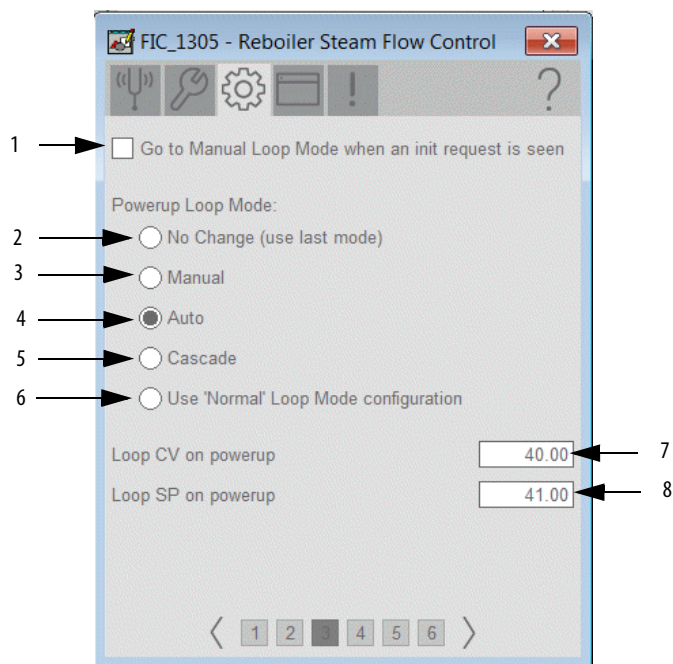 FIC_1305 - Reboiler Steam Flow Control
1 Go to Manual Loop Mode when an init request is seen
Powerup Loop Mode:
2 No Change (use last mode)
3 Manual
4 Auto
5 Cascade
6 Use 'Normal' Loop Mode configuration
Loop CV on powerup 40.00 7
Loop SP on powerup 41.00 8
1 2 3 4 5 6